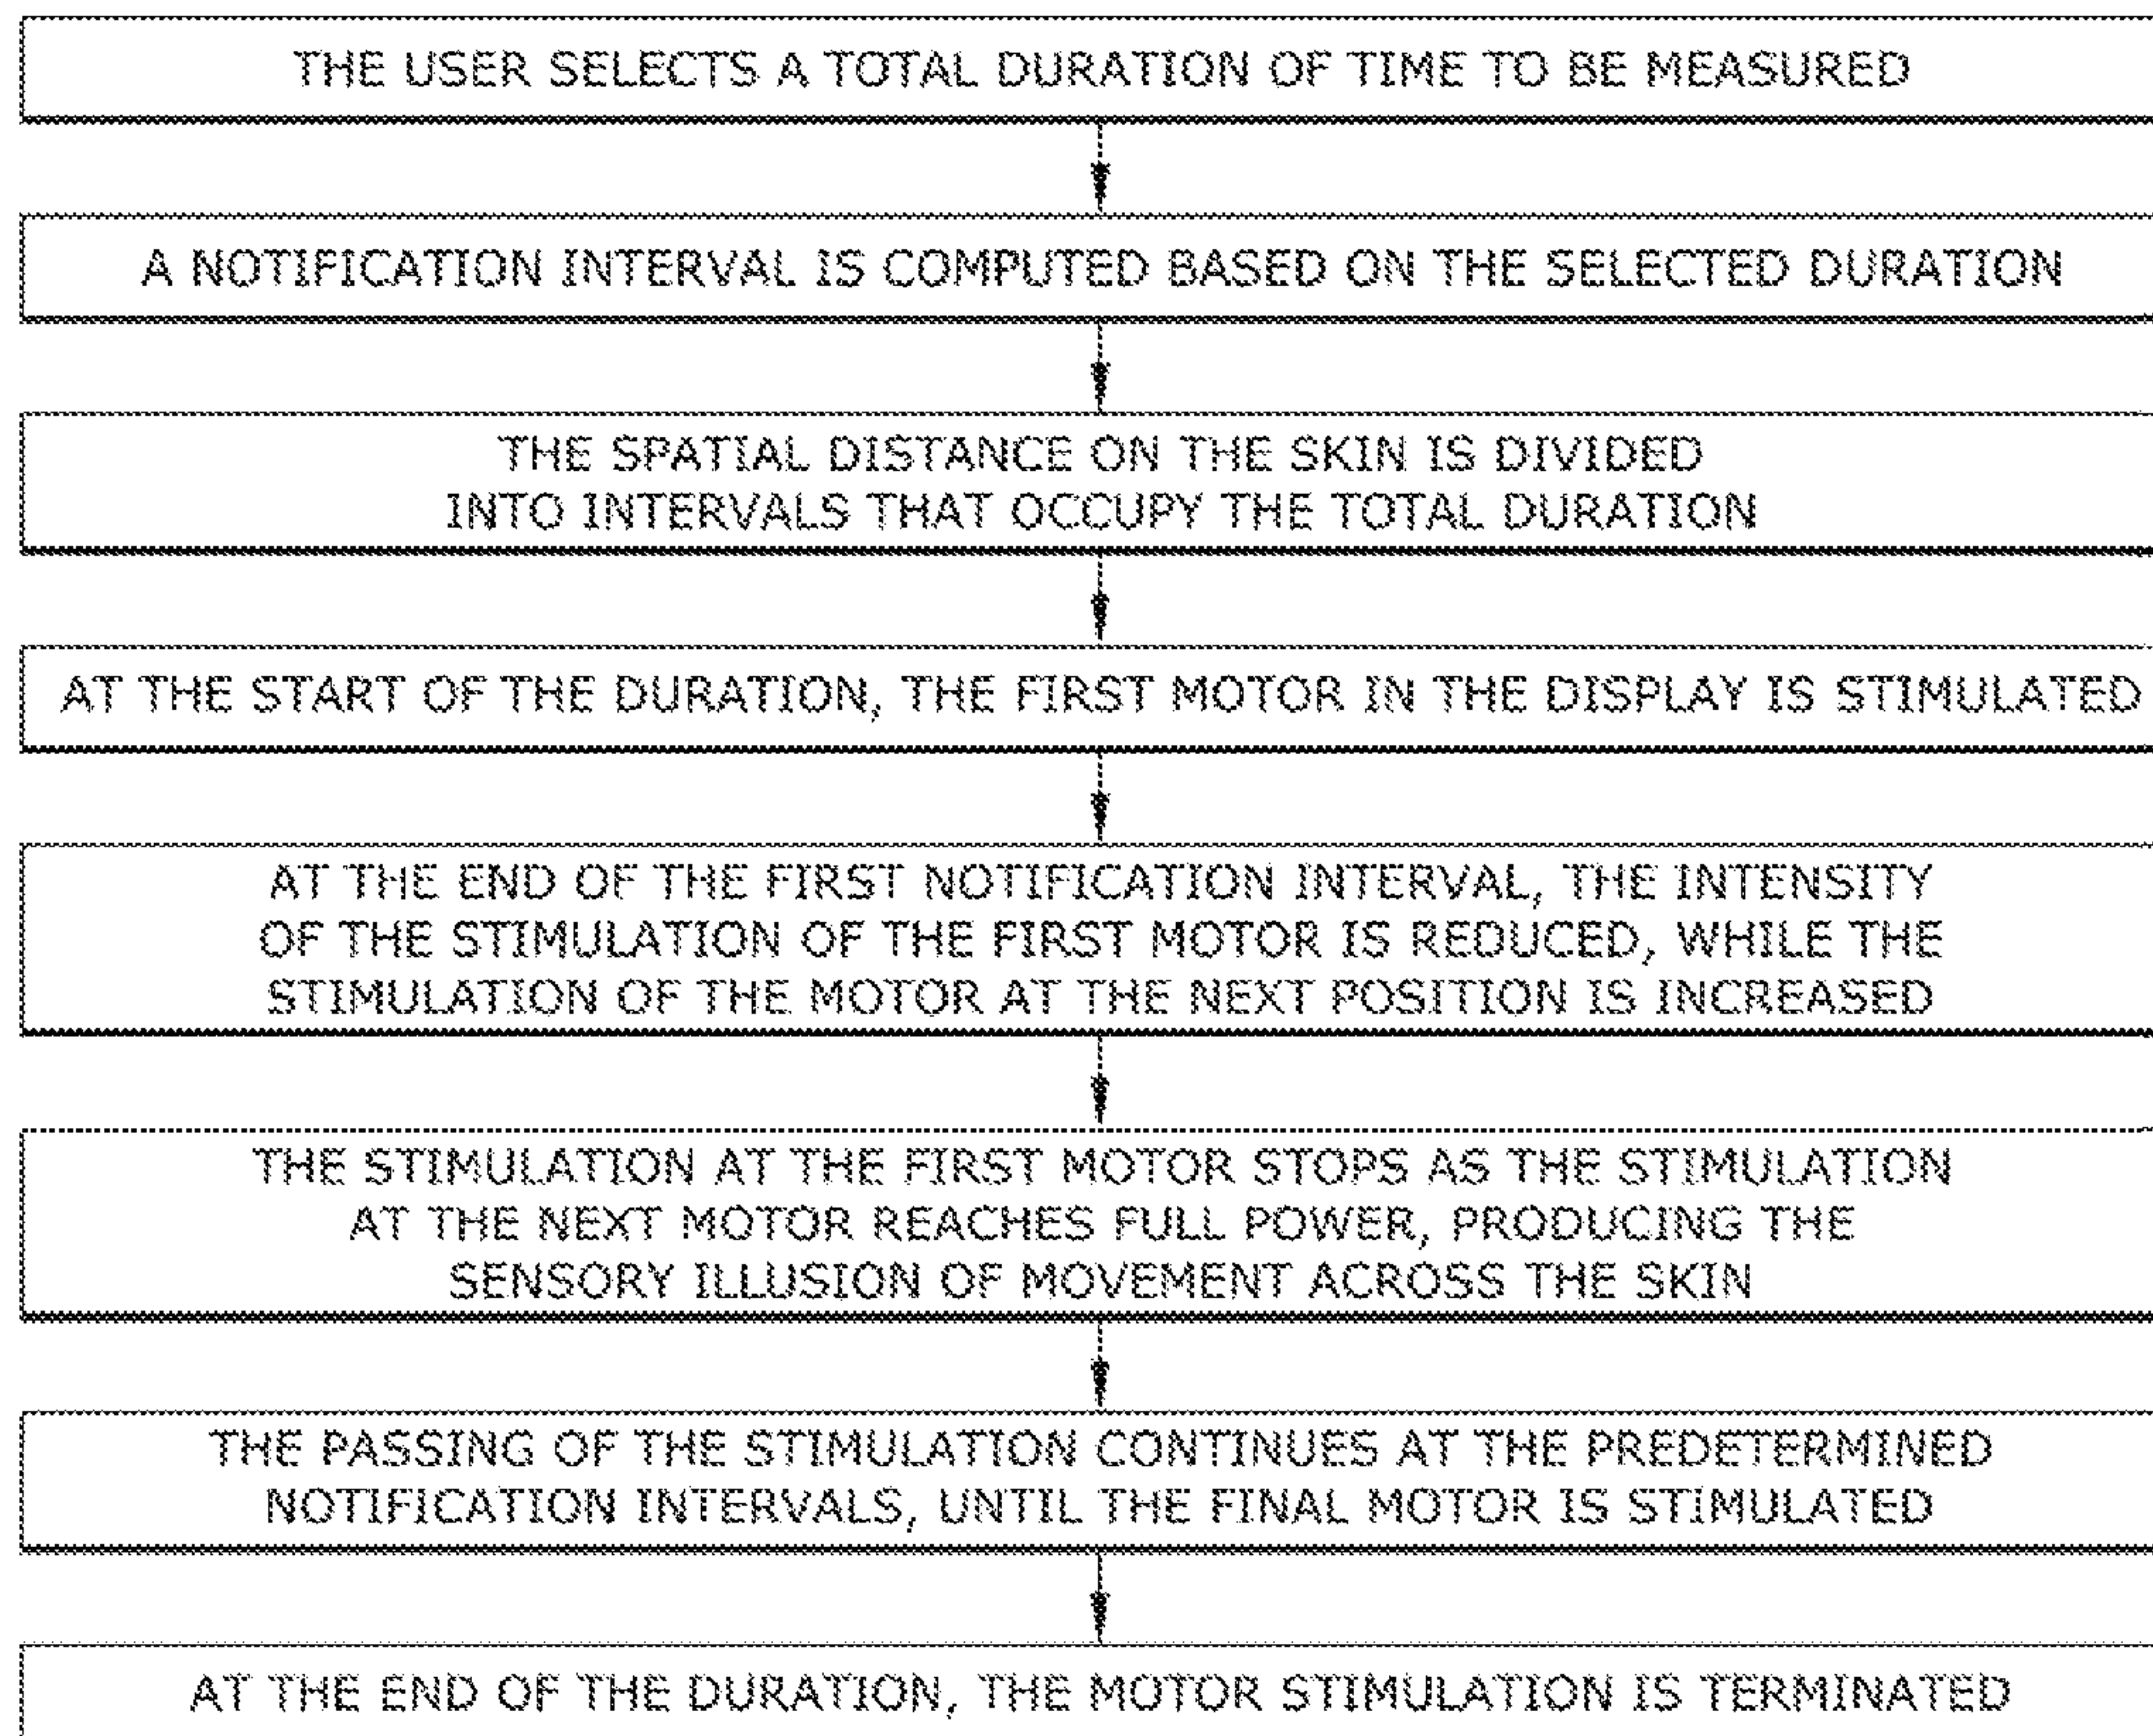 THE USER SELECTS A TOTAL DURATION OF TIME TO BE MEASURED
A NOTIFICATION INTERVAL IS COMPUTED BASED ON THE SELECTED DURATION
THE SPATIAL DISTANCE ON THE SKIN IS DIVIDED
INTO INTERVALS THAT OCCUPY THE TOTAL DURATION
AT THE START OF THE DURATION, THE FIRST MOTOR IN THE DISPLAY IS STIMULATED
AT THE END OF THE FIRST NOTIFICATION INTERVAL, THE INTENSITY
OF THE STIMULATION OF THE FIRST MOTOR IS REDUCED, WHILE THE
STIMULATION OF THE MOTOR AT THE NEXT POSITION IS INCREASED
THE STIMULATION AT THE FIRST MOTOR STOPS AS THE STIMULATION
AT THE NEXT MOTOR REACHES FULL POWER, PRODUCING THE
SENSORY ILLUSION OF MOVEMENT ACROSS THE SKIN
THE PASSING OF THE STIMULATION CONTINUES AT THE PREDETERMINED
NOTIFICATION INTERVALS, UNTIL THE FINAL MOTOR IS STIMULATED
AT THE END OF THE DURATION, THE MOTOR STIMULATION IS TERMINATED